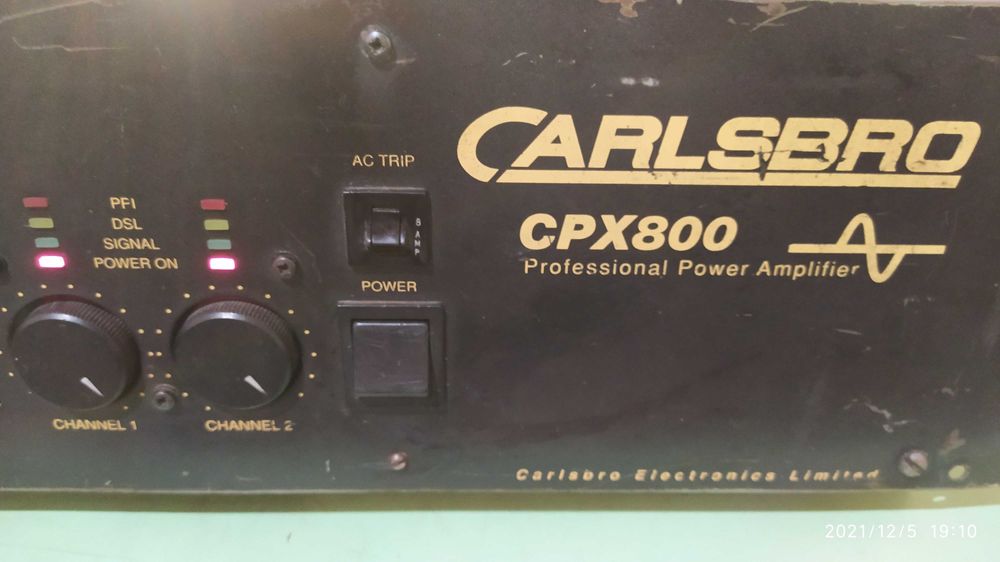 CARLSBRO
AC TRIP
8 AMP
PFI
DSL
SIGNAL
POWER ON
CPX800
Professional Power Amplifier
POWER
CHANNEL 1
CHANNEL 2
Carlsbro Electronics Limited
2021/12/5 19:10